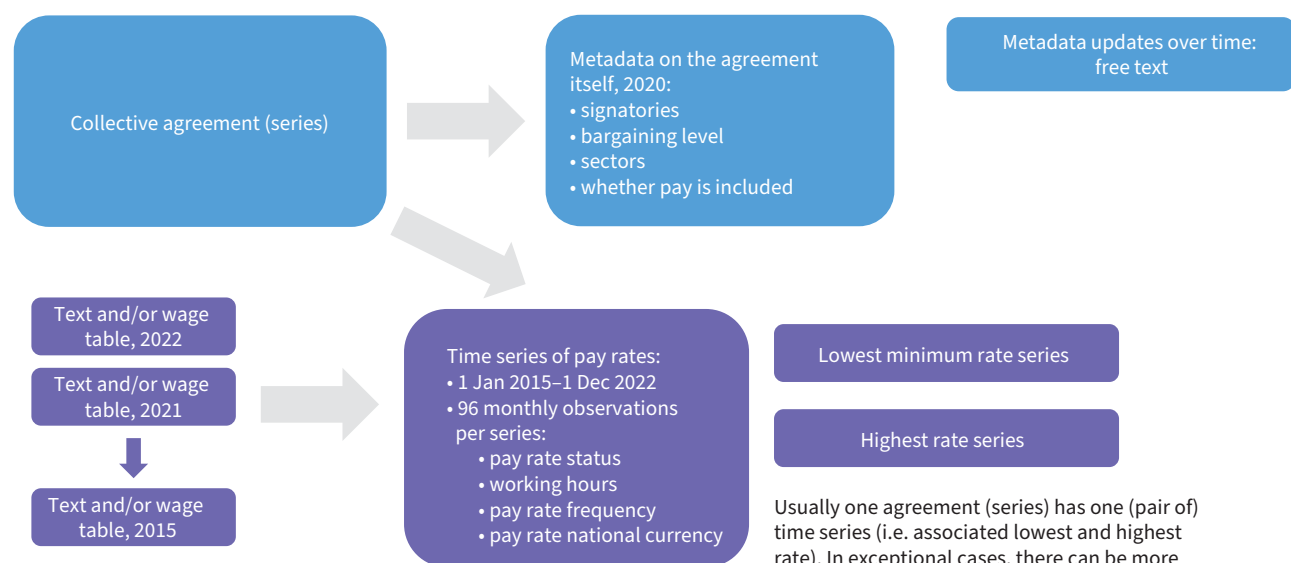 Collective agreement (series)
Metadata on the agreement
itself, 2020:
• signatories
• bargaining level
• sectors
• whether pay is included
Metadata updates over time:
free text
Text and/or wage
table, 2022
Text and/or wage
table, 2021
Text and/or wage
table, 2015
Time series of pay rates:
• 1 Jan 2015–1 Dec 2022
• 96 monthly observations
per series:
• pay rate status
• working hours
• pay rate frequency
• pay rate national currency
Lowest minimum rate series
Highest rate series
Usually one agreement (series) has one (pair of)
time series (i.e. associated lowest and highest
rate). In exceptional cases, there can be more